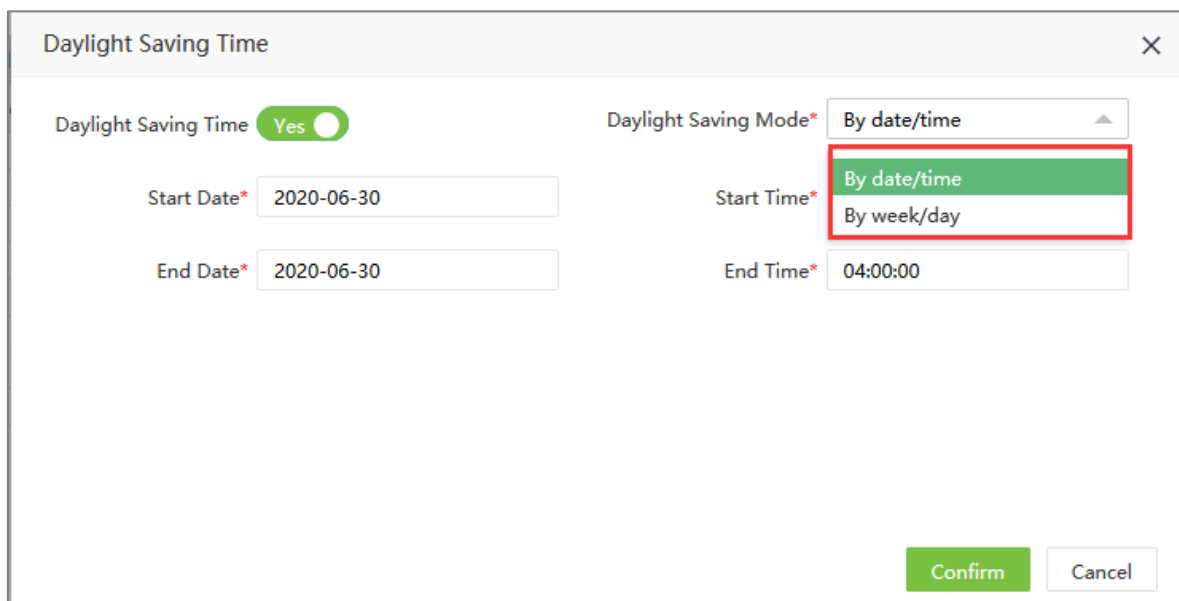 Daylight Saving Time
Daylight Saving Time Yes Daylight Saving Mode* By date/time
By date/time
Start Date* 2020-06-30 Start Time*
By week/day
End Date* 2020-06-30 End Time* 04:00:00
Confirm Cancel